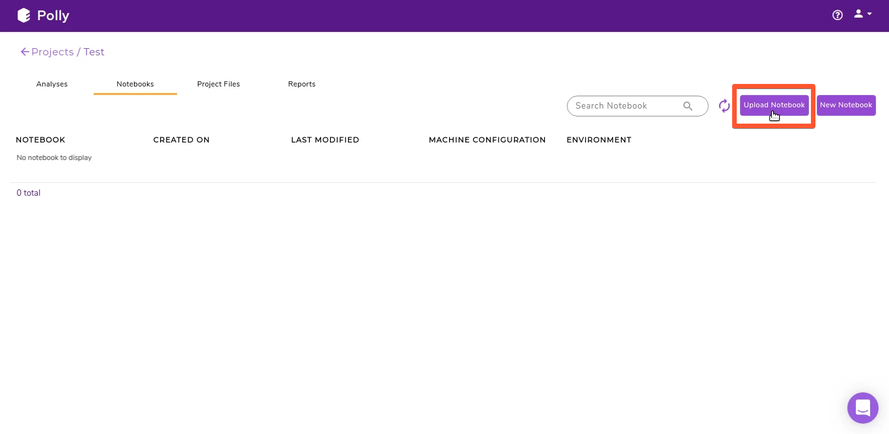 Polly
Projects / Test
Analyses Notebooks Project Files Reports
Search Notebook Upload Notebook New Notebook
NOTEBOOK CREATED ON LAST MODIFIED MACHINE CONFIGURATION ENVIRONMENT
No notebook to display
0 total